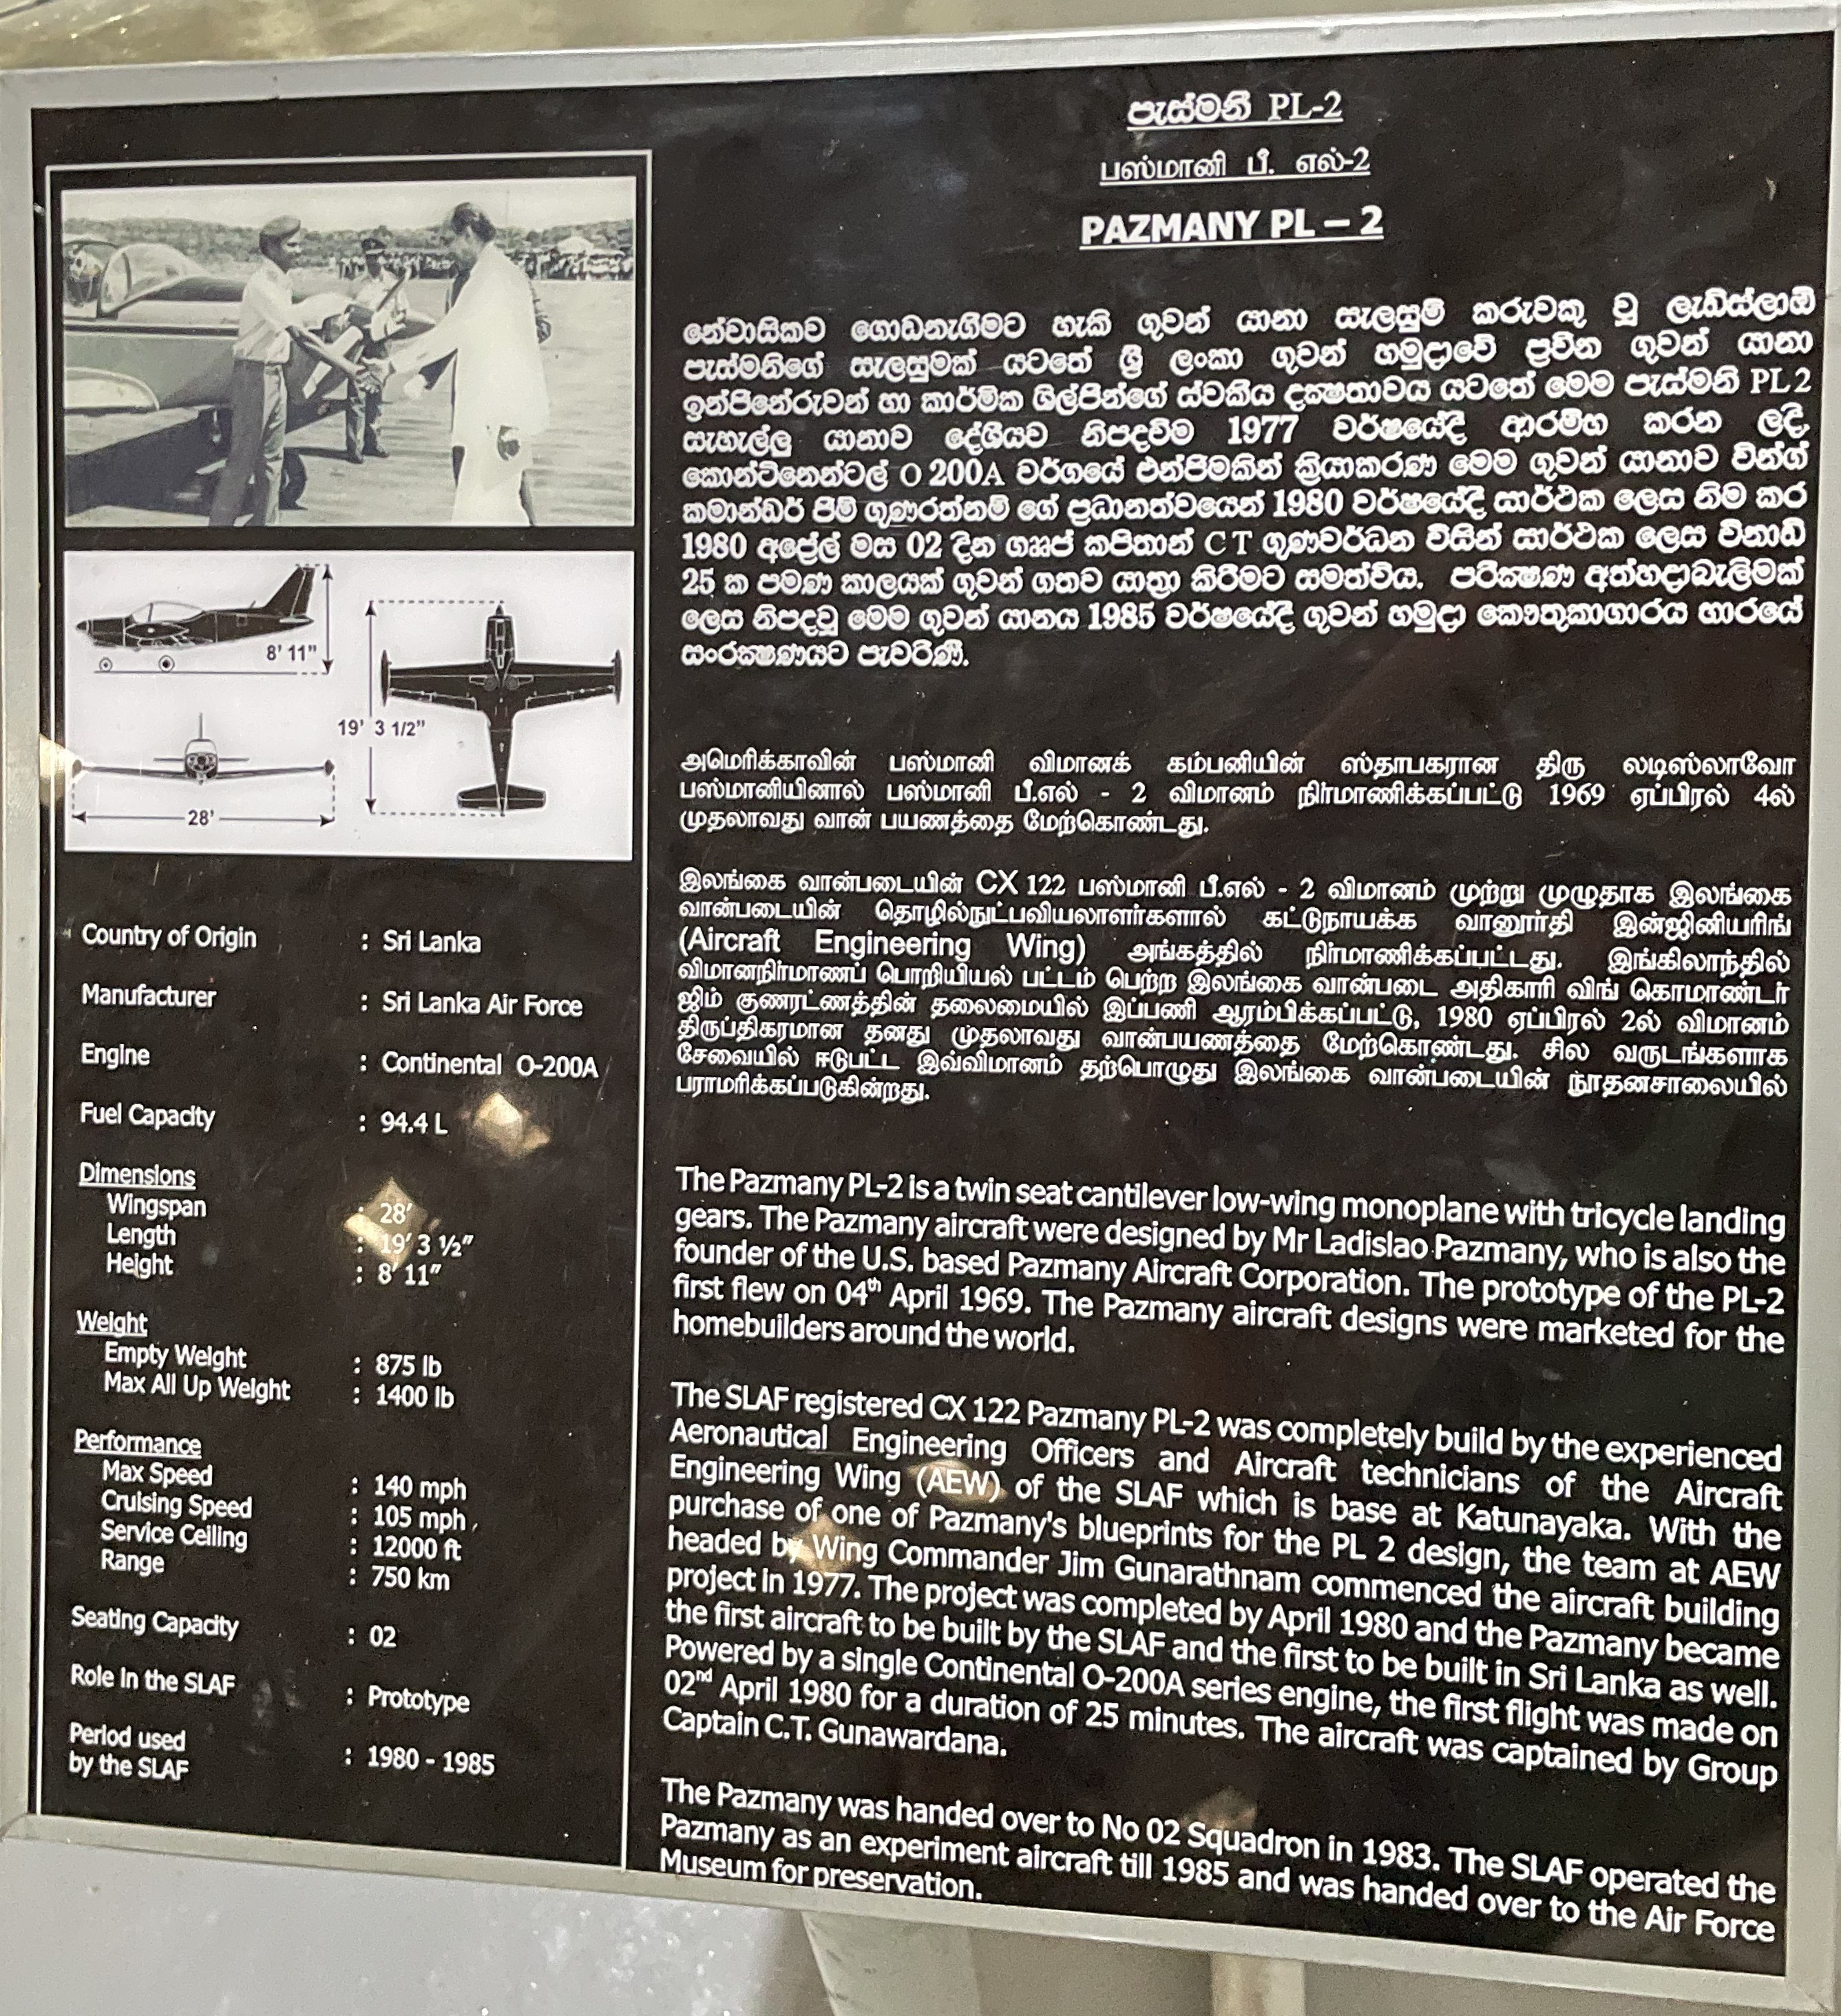 පැස්මනී PL-2
பஸ்மானி பீ. எல்-2
PAZMANY PL – 2
8' 11"
19' 3 1/2"
28'
Country of Origin : Sri Lanka
Manufacturer : Sri Lanka Air Force
Engine : Continental O-200A
Fuel Capacity : 94.4 L
Dimensions
Wingspan : 28'
Length : 19' 3 ½"
Height : 8' 11"
Weight
Empty Weight : 875 lb
Max All Up Weight : 1400 lb
Performance
Max Speed : 140 mph
Cruising Speed : 105 mph
Service Ceiling : 12000 ft
Range : 750 km
Seating Capacity : 02
Role in the SLAF : Prototype
Period used
by the SLAF : 1980 - 1985
නේවාසිකව ගොඩනැගීමට හැකි ගුවන් යානා සැලසුම් කරුවකු වූ ලැඩිස්ලාඕ
පැස්මනිගේ සැලසුමක් යටතේ ශ්‍රී ලංකා ගුවන් හමුදාවේ ප්‍රවීන ගුවන් යානා
ඉන්ජිනේරුවන් හා කාර්මික ශිල්පින්ගේ ස්වකීය දක්ෂතාවය යටතේ මෙම පැස්මනි PL 2
සැහැල්ලු යානාව දේශීයව නිපදවීම 1977 වර්ෂයේදී ආරම්භ කරන ලදී.
කොන්ටිනෙන්ටල් O 200A වර්ගයේ එන්ජිමකින් ක්‍රියාකරණ මෙම ගුවන් යානාව වින්ග්
කමාන්ඩර් ජිම් ගුණරත්නම් ගේ ප්‍රධානත්වයෙන් 1980 වර්ෂයේදී සාර්ථක ලෙස නිම කර
1980 අප්‍රේල් මස 02 දින ගෲප් කපිතාන් C T ගුණවර්ධන විසින් සාර්ථක ලෙස විනාඩි
25 ක පමණ කාලයක් ගුවන් ගතව යාත්‍රා කිරීමට සමත්විය. පරීක්ෂණ අත්හදාබැලීමක්
ලෙස නිපදවූ මෙම ගුවන් යානය 1985 වර්ෂයේදී ගුවන් හමුදා කෞතුකාගාරය භාරයේ
සංරක්ෂණයට පැවරිණි.
அமெரிக்காவின் பஸ்மானி விமானக் கம்பனியின் ஸ்தாபகரான திரு லடிஸ்லாவோ
பஸ்மானியினால் பஸ்மானி பீ.எல் - 2 விமானம் நிர்மாணிக்கப்பட்டு 1969 ஏப்பிரல் 4ல்
முதலாவது வான் பயணத்தை மேற்கொண்டது.
இலங்கை வான்படையின் CX 122 பஸ்மானி பீ.எல் - 2 விமானம் முற்று முழுதாக இலங்கை
வான்படையின் தொழில்நுட்பவியலாளர்களால் கட்டுநாயக்க வானூர்தி இன்ஜினியரிங்
(Aircraft Engineering Wing) அங்கத்தில் நிர்மாணிக்கப்பட்டது. இங்கிலாந்தில்
விமானநிர்மாணப் பொறியியல் பட்டம் பெற்ற இலங்கை வான்படை அதிகாரி விங் கொமாண்டர்
ஜிம் குணரட்ணத்தின் தலைமையில் இப்பணி ஆரம்பிக்கப்பட்டு, 1980 ஏப்பிரல் 2ல் விமானம்
திருப்திகரமான தனது முதலாவது வான்பயணத்தை மேற்கொண்டது. சில வருடங்களாக
சேவையில் ஈடுபட்ட இவ்விமானம் தற்பொழுது இலங்கை வான்படையின் நூதனசாலையில்
பராமரிக்கப்படுகின்றது.
The Pazmany PL-2 is a twin seat cantilever low-wing monoplane with tricycle landing
gears. The Pazmany aircraft were designed by Mr Ladislao Pazmany, who is also the
founder of the U.S. based Pazmany Aircraft Corporation. The prototype of the PL-2
first flew on 04th April 1969. The Pazmany aircraft designs were marketed for the
homebuilders around the world.
The SLAF registered CX 122 Pazmany PL-2 was completely build by the experienced
Aeronautical Engineering Officers and Aircraft technicians of the Aircraft
Engineering Wing (AEW) of the SLAF which is base at Katunayaka. With the
purchase of one of Pazmany's blueprints for the PL 2 design, the team at AEW
headed by Wing Commander Jim Gunarathnam commenced the aircraft building
project in 1977. The project was completed by April 1980 and the Pazmany became
the first aircraft to be built by the SLAF and the first to be built in Sri Lanka as well.
Powered by a single Continental O-200A series engine, the first flight was made on
02nd April 1980 for a duration of 25 minutes. The aircraft was captained by Group
Captain C.T. Gunawardana.
The Pazmany was handed over to No 02 Squadron in 1983. The SLAF operated the
Pazmany as an experiment aircraft till 1985 and was handed over to the Air Force
Museum for preservation.